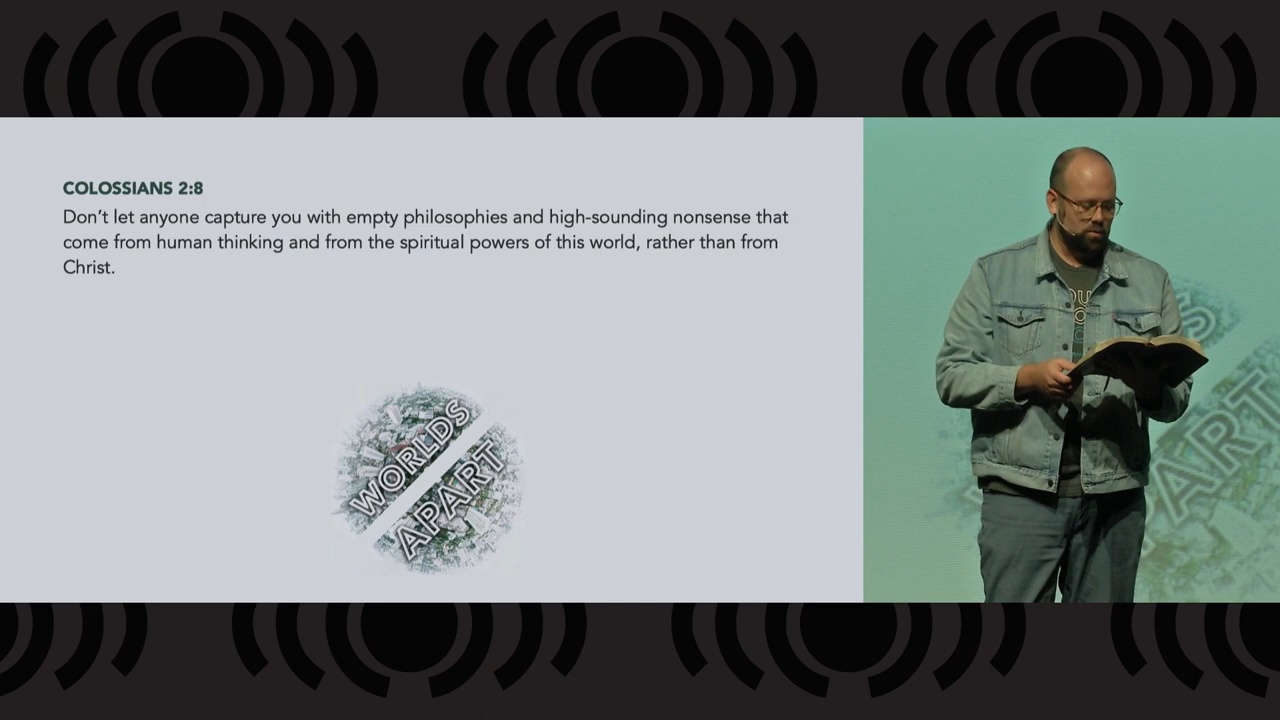 COLOSSIANS 2:8
Don’t let anyone capture you with empty philosophies and high-sounding nonsense that
come from human thinking and from the spiritual powers of this world, rather than from
Christ.
WORLDS
APART
S
APART